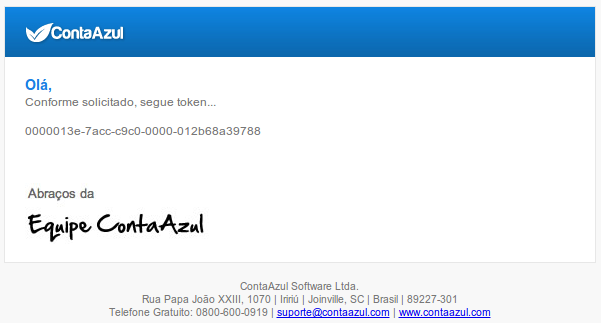 ContaAzul
Olá,
Conforme solicitado, segue token...
0000013e-7acc-c9c0-0000-012b68a39788
Abraços da
Equipe ContaAzul
ContaAzul Software Ltda.
Rua Papa João XXIII, 1070 | Iririú | Joinville, SC | Brasil | 89227-301
Telefone Gratuito: 0800-600-0919 | suporte@contaazul.com | www.contaazul.com